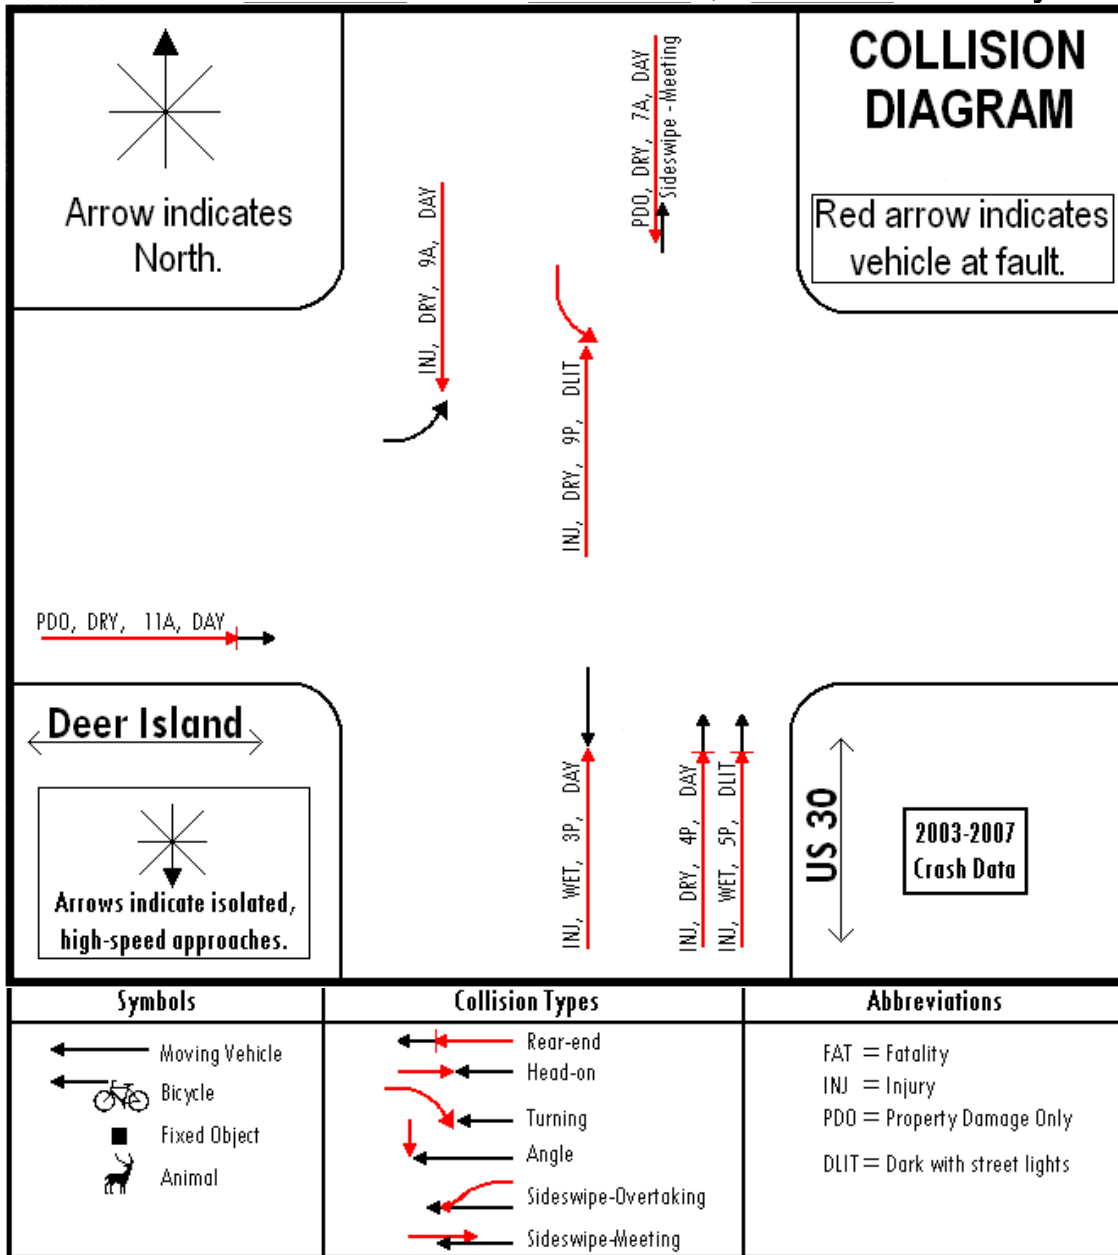 Arrow indicates
North.
COLLISION
DIAGRAM
Red arrow indicates
vehicle at fault.
PDO, DRY, 7A, DAY
Sideswipe - Meeting
INJ, DRY, 9A, DAY
INJ, DRY, 9P, DLIT
PDO, DRY, 11A, DAY
Deer Island
Arrows indicate isolated,
high-speed approaches.
INJ, WET, 3P, DAY
INJ, DRY, 4P, DAY
INJ, WET, 5P, DLIT
US 30
2003-2007
Crash Data
Symbols
Moving Vehicle
Bicycle
Fixed Object
Animal
Collision Types
Rear-end
Head-on
Turning
Angle
Sideswipe-Overtaking
Sideswipe-Meeting
Abbreviations
FAT = Fatality
INJ = Injury
PDO = Property Damage Only
DLIT = Dark with street lights